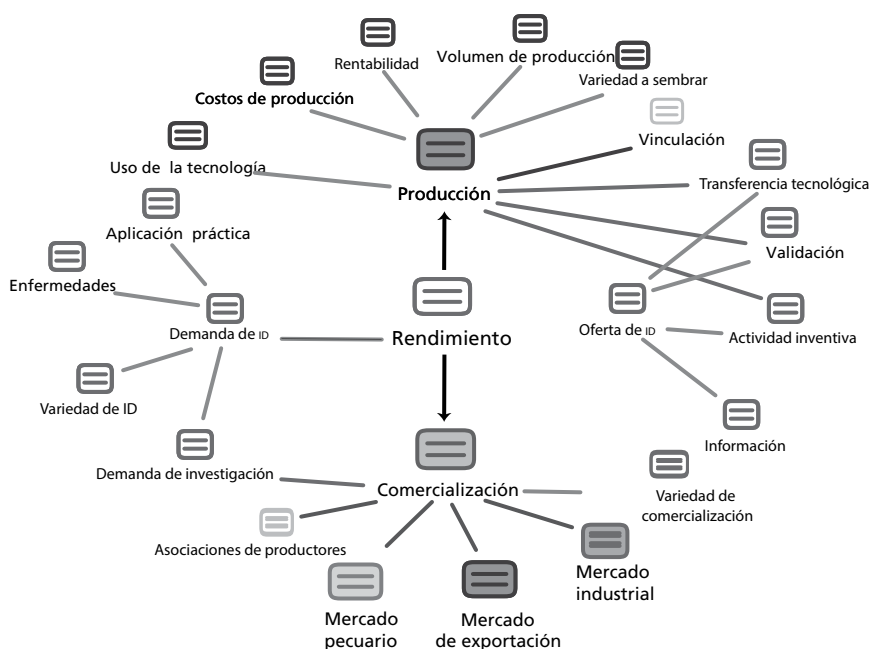 Volumen de producción
Rentabilidad
Variedad a sembrar
Costos de producción
Vinculación
Uso de la tecnología
Transferencia tecnológica
Producción
Aplicación práctica
Validación
Enfermedades
Demanda de ID
Rendimiento
Oferta de ID
Actividad inventiva
Variedad de ID
Información
Demanda de investigación
Comercialización
Variedad de
comercialización
Asociaciones de productores
Mercado
industrial
Mercado
pecuario
Mercado
de exportación